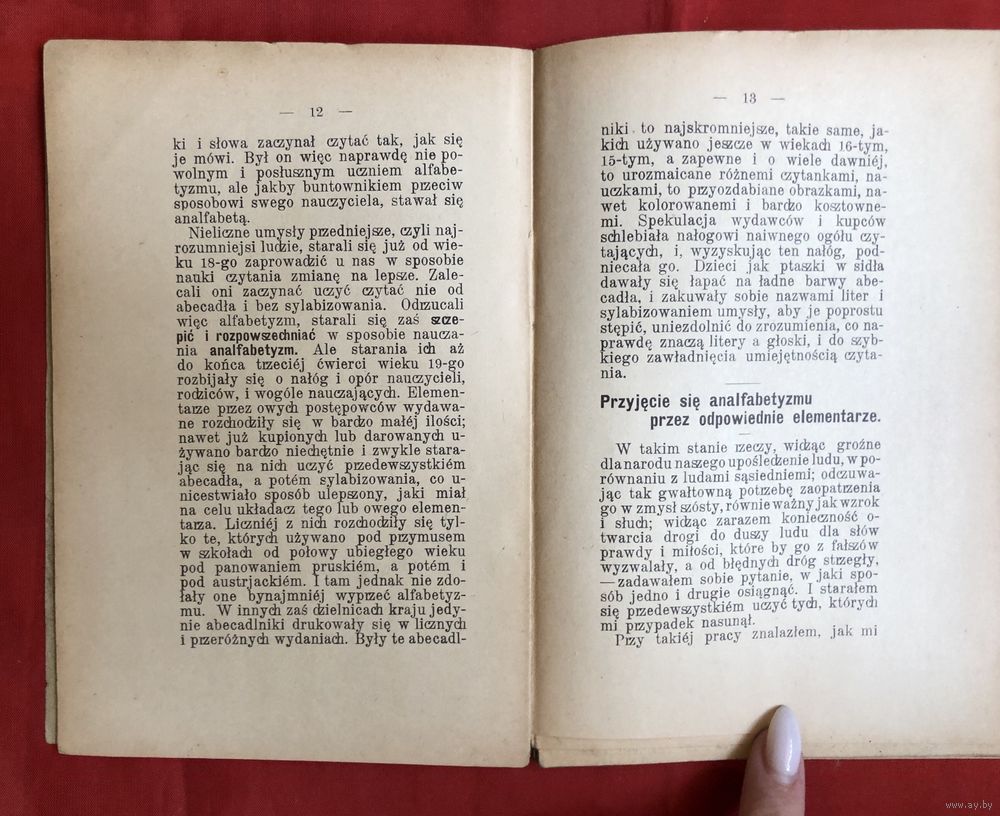 — 12 —
ki i słowa zaczynał czytać tak, jak się
je mówi. Był on więc naprawdę nie po-
wolnym i posłusznym uczniem alfabe-
tyzmu, ale jakby buntownikiem przeciw
sposobowi swego nauczyciela, stawał się
analfabetą.
Nieliczne umysły przedniejsze, czyli naj-
rozumniejsi ludzie, starali się już od wie-
ku 18-go zaprowadzić u nas w sposobie
nauki czytania zmianę na lepsze. Zale-
cali oni zaczynać uczyć czytać nie od
abecadła i bez sylabizowania. Odrzucali
więc alfabetyzm, starali się zaś szcze-
pić i rozpowszechniać w sposobie naucza-
nia analfabetyzm. Ale starania ich aż
do końca trzeciéj ćwierci wieku 19-go
rozbijały się o nałóg i opór nauczycieli,
rodziców, i wogóle nauczających. Elemen-
tarze przez owych postępowców wydawa-
ne rozchodziły się w bardzo małéj ilości;
nawet już kupionych lub darowanych u-
żywano bardzo niechętnie i zwykle stara-
jąc się na nich uczyć przedewszystkiém
abecadła, a potém sylabizowania, co u-
nicestwiało sposób ulepszony, jaki miał
na celu układacz tego lub owego elemen-
tarza. Liczniéj z nich rozchodziły się tyl-
ko te, których używano pod przymusem
w szkołach od połowy ubiegłego wieku
pod panowaniem pruskiém, a potém i
pod austrjackiém. I tam jednak nie zdo-
łały one bynajmniéj wyprzeć alfabetyz-
mu. W innych zaś dzielnicach kraju jedy-
nie abecadlniki drukowały się w licznych
i przeróżnych wydaniach. Były te abecadl-
— 13 —
niki to najskromniejsze, takie same, ja-
kich używano jeszcze w wiekach 16-tym,
15-tym, a zapewne i o wiele dawniéj,
to urozmaicane różnemi czytankami, na-
uczkami, to przyozdabiane obrazkami, na-
wet kolorowanemi i bardzo kosztowne-
mi. Spekulacja wydawców i kupców
schlebiała nałogowi naiwnego ogółu czy-
tających, i, wyzyskując ten nałóg, pod-
niecała go. Dzieci jak ptaszki w sidła
dawały się łapać na ładne barwy abe-
cadła, i zakuwały sobie nazwami liter i
sylabizowaniem umysły, aby je poprostu
stępić, uniezdolnić do zrozumienia, co na-
prawdę znaczą litery a głoski, i do szyb-
kiego zawładnięcia umiejętnością czyta-
nia.
Przyjęcie się analfabetyzmu
przez odpowiednie elementarze.
W takim stanie rzeczy, widząc groźne
dla narodu naszego upośledzenie ludu, w po-
równaniu z ludami sąsiedniemi; odczuwa-
jąc tak gwałtowną potrzebę zaopatrzenia
go w zmysł szósty, równie ważny jak wzrok
i słuch; widząc zarazem konieczność o-
twarcia drogi do duszy ludu dla słów
prawdy i miłości, które by go z fałszów
wyzwalały, a od błędnych dróg strzegły,
— zadawałem sobie pytanie, w jaki spo-
sób jedno i drugie osiągnąć. I starałem
się przedewszystkiém uczyć tych, których
mi przypadek nasunął.
Przy takiéj pracy znalazłem, jak mi
www.ay.by